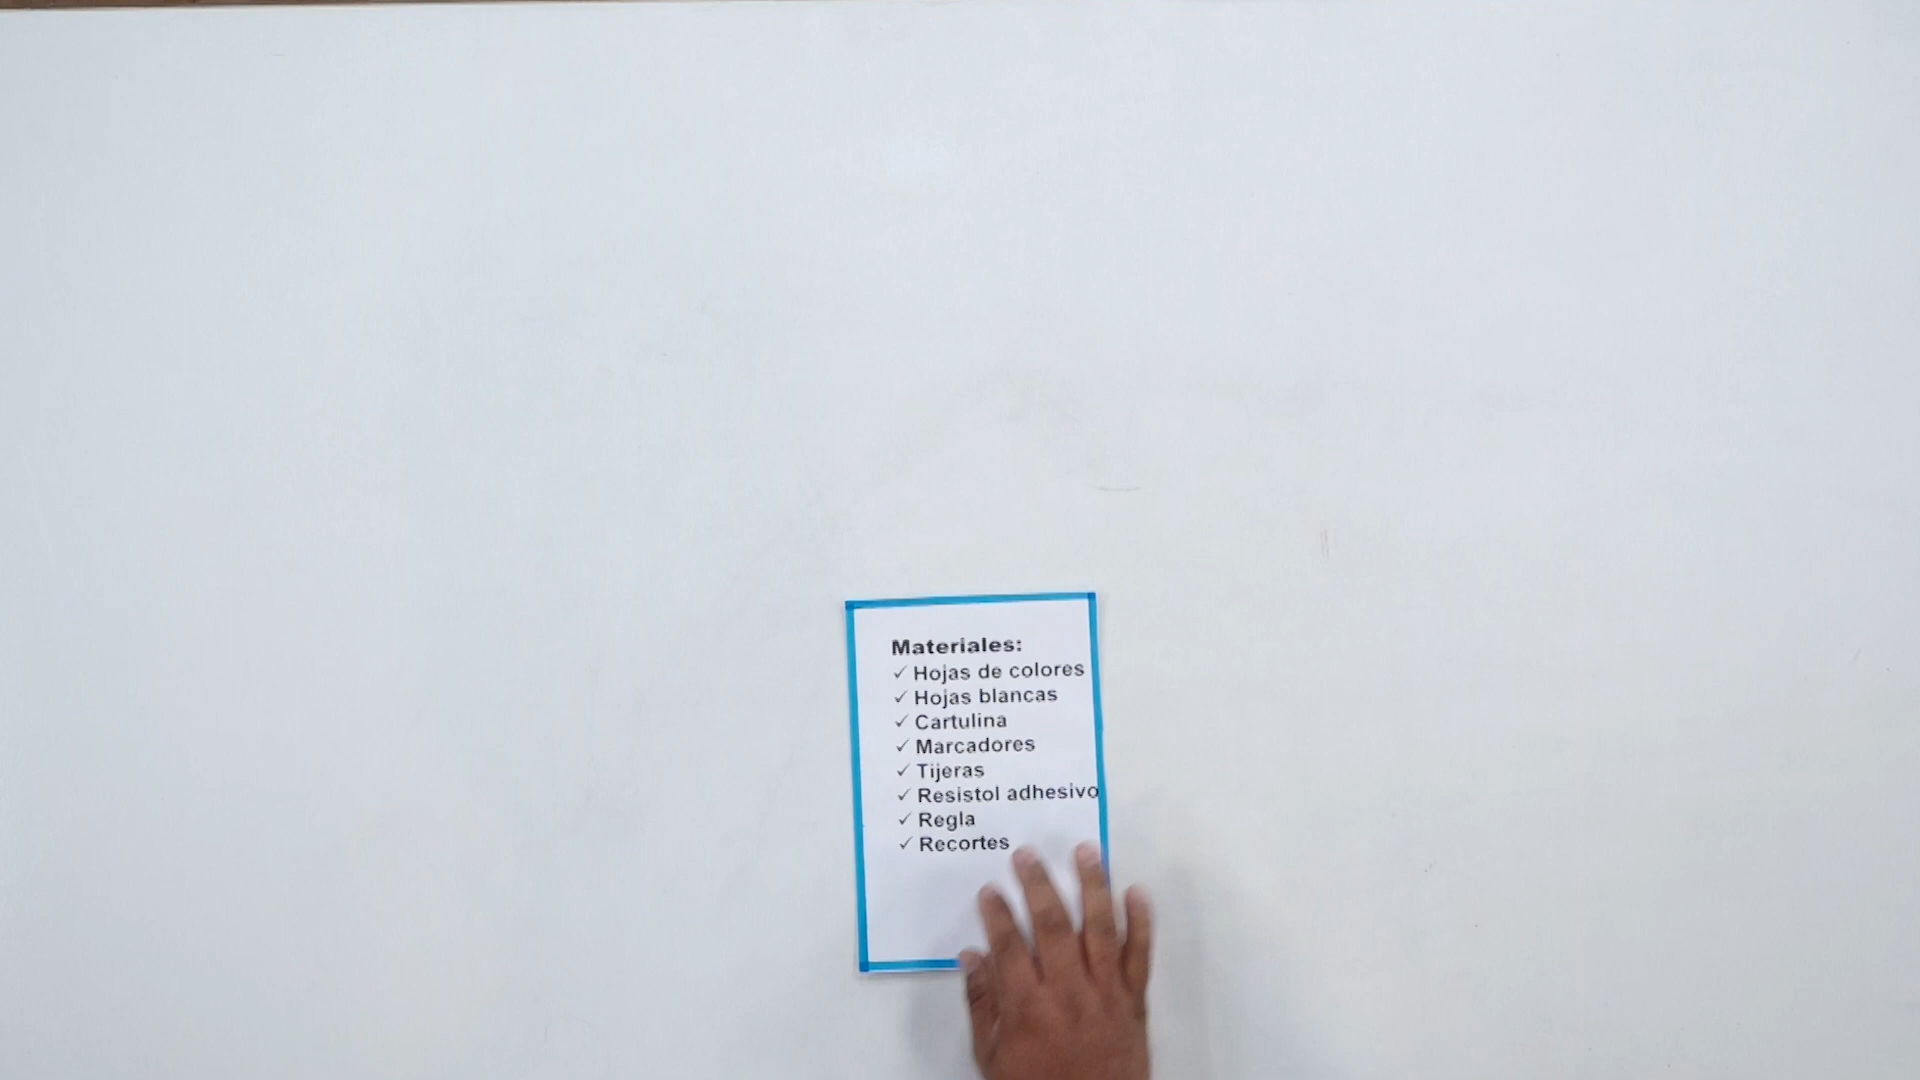 Materiales:
✓ Hojas de colores
✓ Hojas blancas
✓ Cartulina
✓ Marcadores
✓ Tijeras
✓ Resistol adhesivo
✓ Regla
✓ Recortes